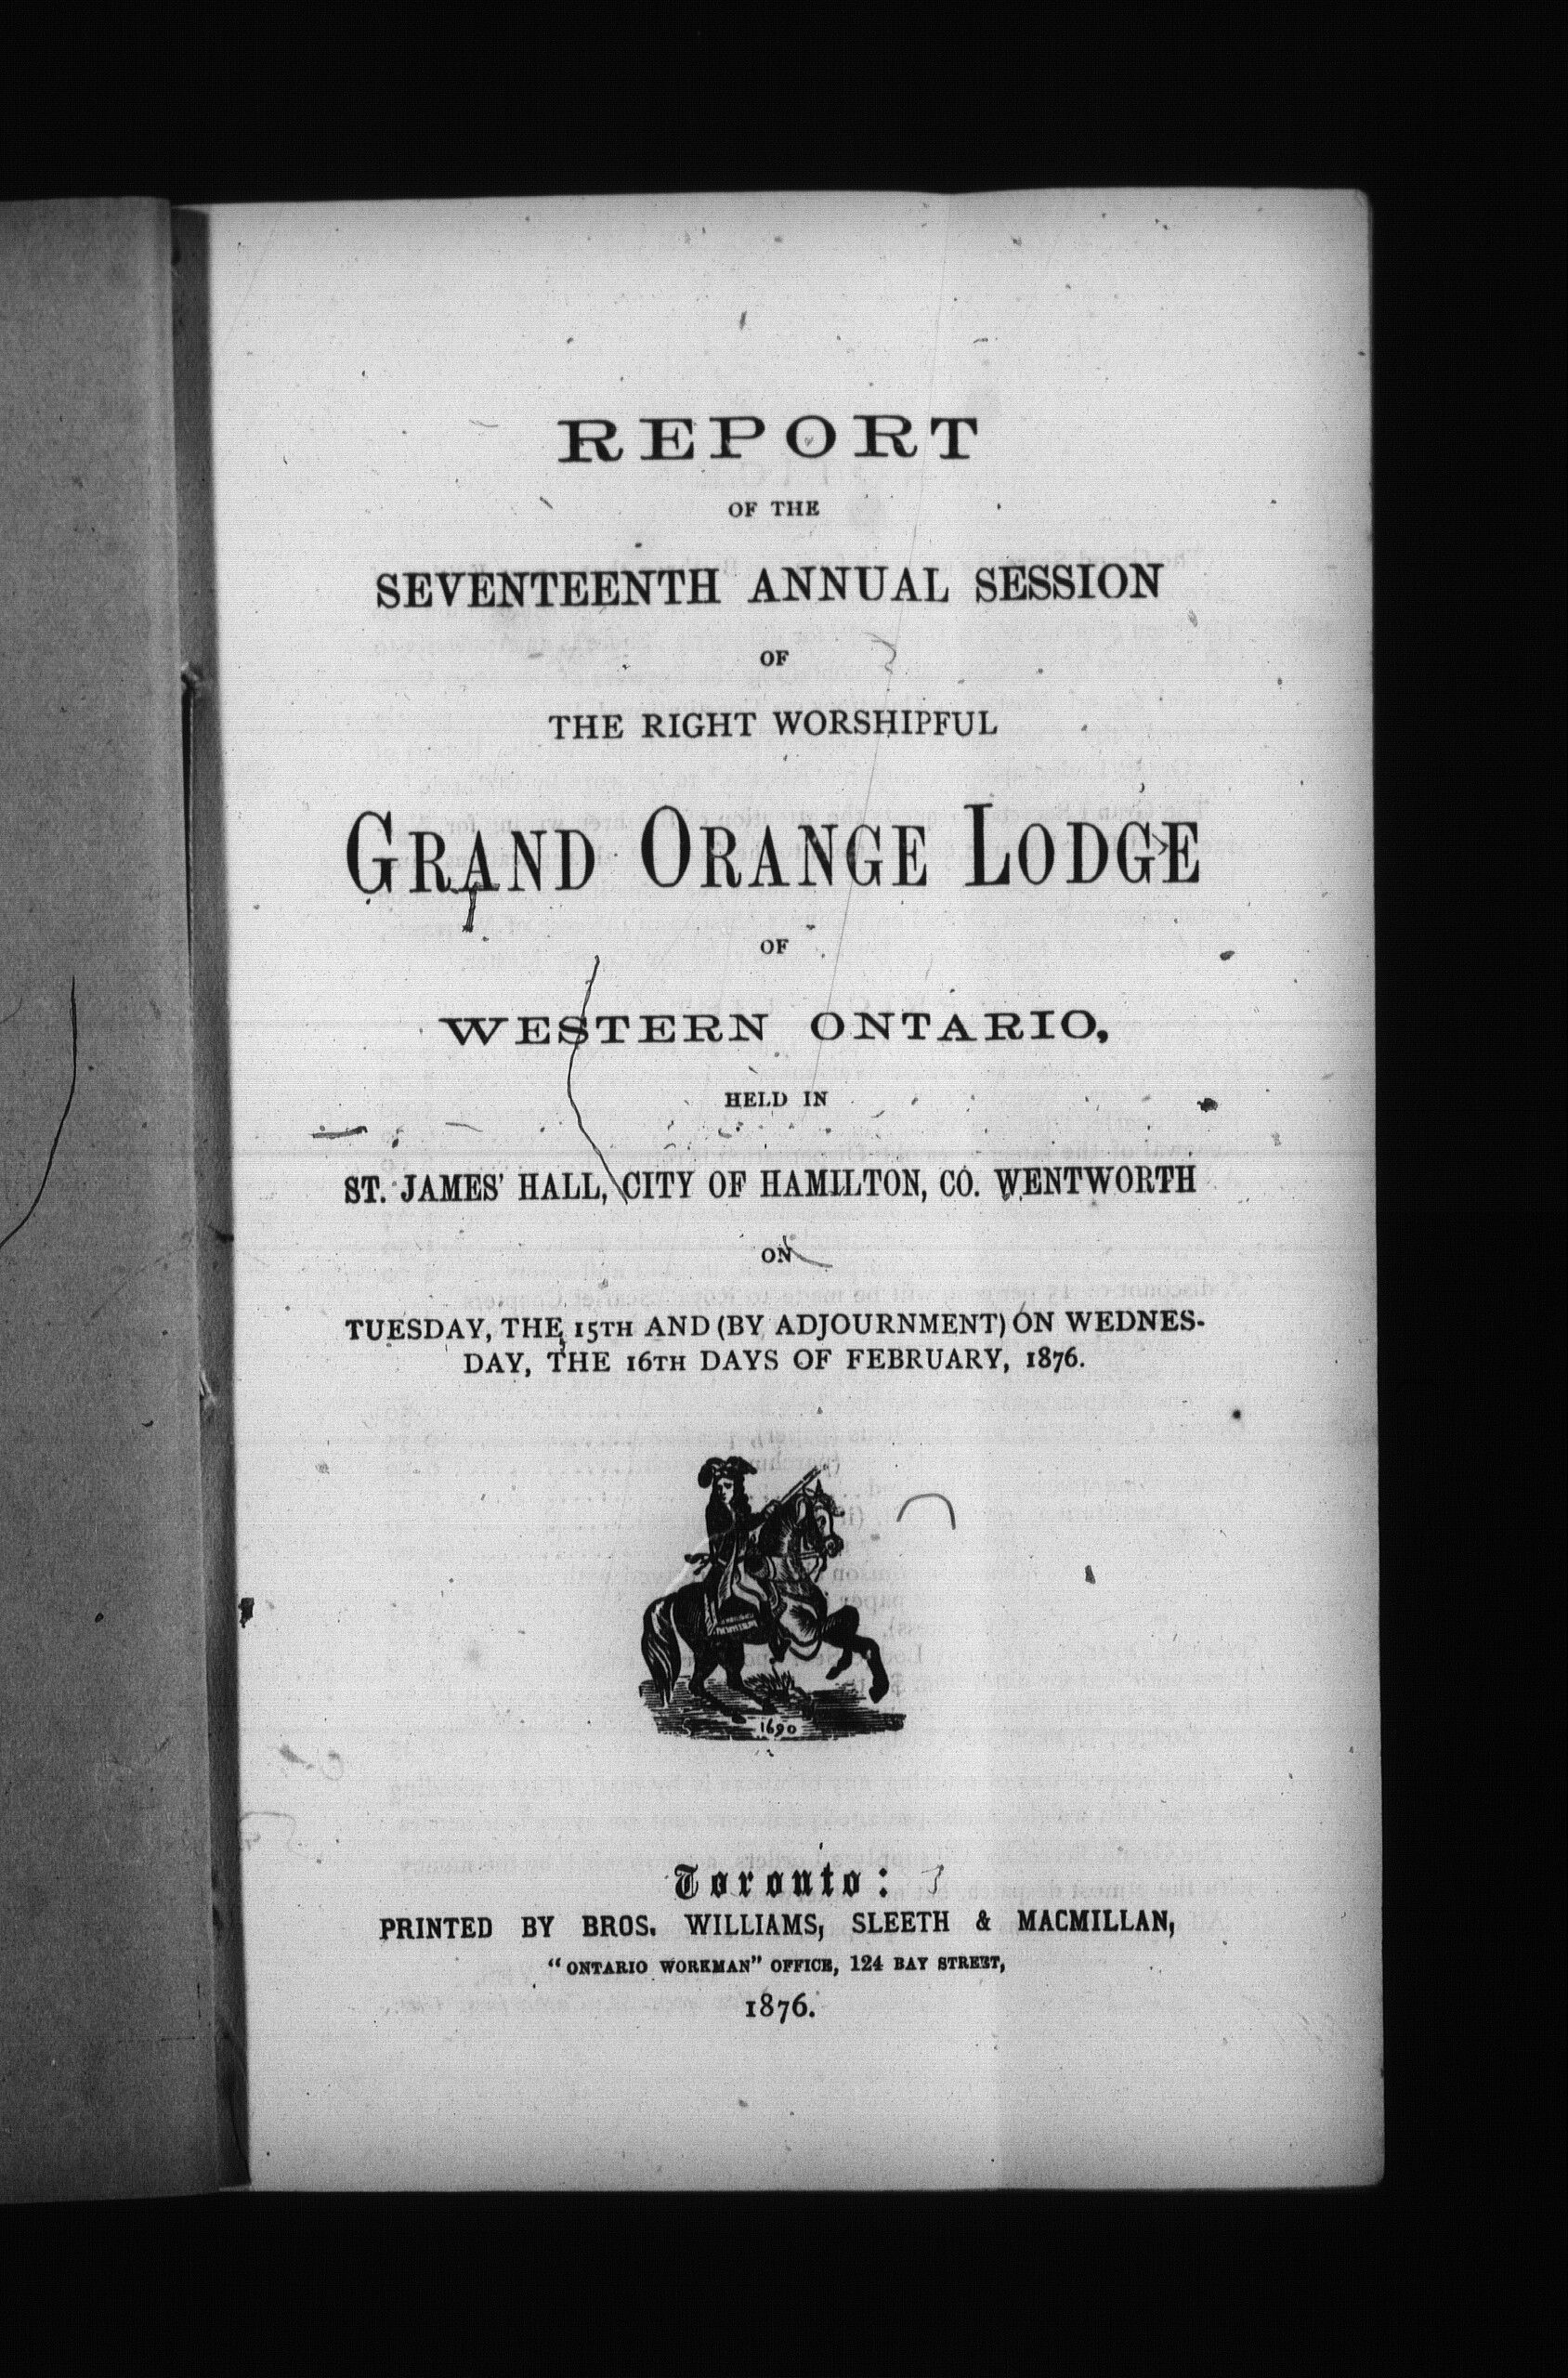 REPORT
OF THE
SEVENTEENTH ANNUAL SESSION
OF
THE RIGHT WORSHIPFUL
GRAND ORANGE LODGE
OF
WESTERN ONTARIO,
HELD IN
ST. JAMES' HALL, CITY OF HAMILTON, CO. WENTWORTH
ON
TUESDAY, THE 15TH AND (BY ADJOURNMENT) ON WEDNES-
DAY, THE 16TH DAYS OF FEBRUARY, 1876.
1690
Toronto:
PRINTED BY BROS. WILLIAMS, SLEETH & MACMILLAN,
"ONTARIO WORKMAN" OFFICE, 124 BAY STREET,
1876.